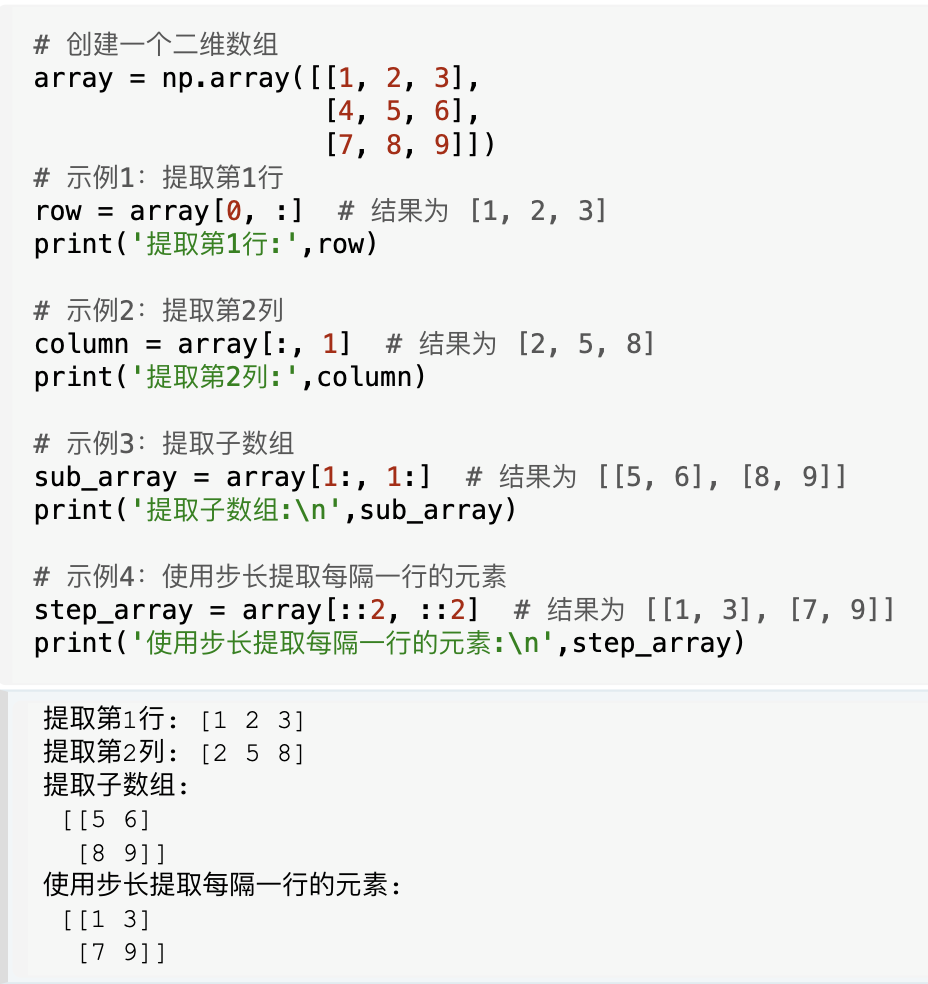 # 创建一个二维数组
array = np.array([[1, 2, 3],
                  [4, 5, 6],
                  [7, 8, 9]])
# 示例1：提取第1行
row = array[0, :]  # 结果为 [1, 2, 3]
print('提取第1行:',row)

# 示例2：提取第2列
column = array[:, 1]  # 结果为 [2, 5, 8]
print('提取第2列:',column)

# 示例3：提取子数组
sub_array = array[1:, 1:]  # 结果为 [[5, 6], [8, 9]]
print('提取子数组:\n',sub_array)

# 示例4：使用步长提取每隔一行的元素
step_array = array[::2, ::2]  # 结果为 [[1, 3], [7, 9]]
print('使用步长提取每隔一行的元素:\n',step_array)

提取第1行: [1 2 3]
提取第2列: [2 5 8]
提取子数组:
 [[5 6]
  [8 9]]
使用步长提取每隔一行的元素:
 [[1 3]
  [7 9]]